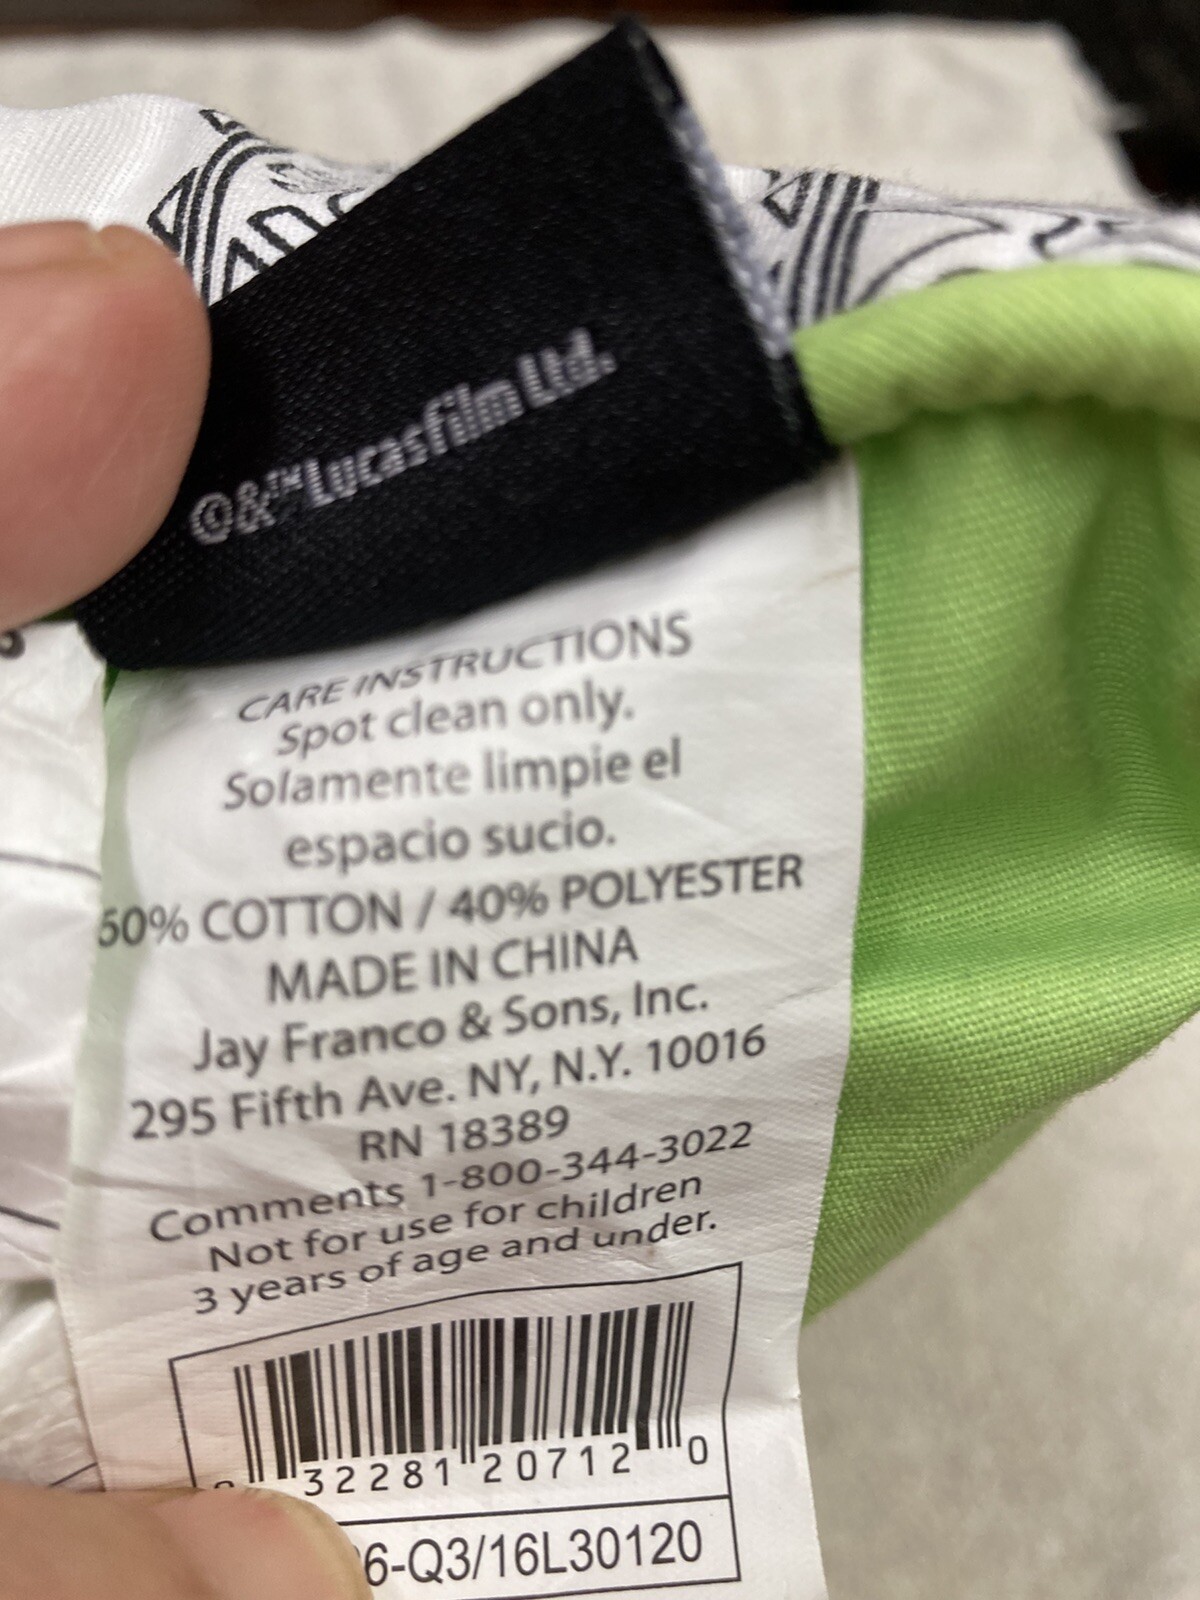 ©&™Lucasfilm Ltd.
CARE INSTRUCTIONS
Spot clean only.
Solamente limpie el
espacio sucio.
60% COTTON / 40% POLYESTER
MADE IN CHINA
Jay Franco & Sons, Inc.
295 Fifth Ave. NY, N.Y. 10016
RN 18389
Comments 1-800-344-3022
Not for use for children
3 years of age and under.
32281 20712 0
6-Q3/16L30120